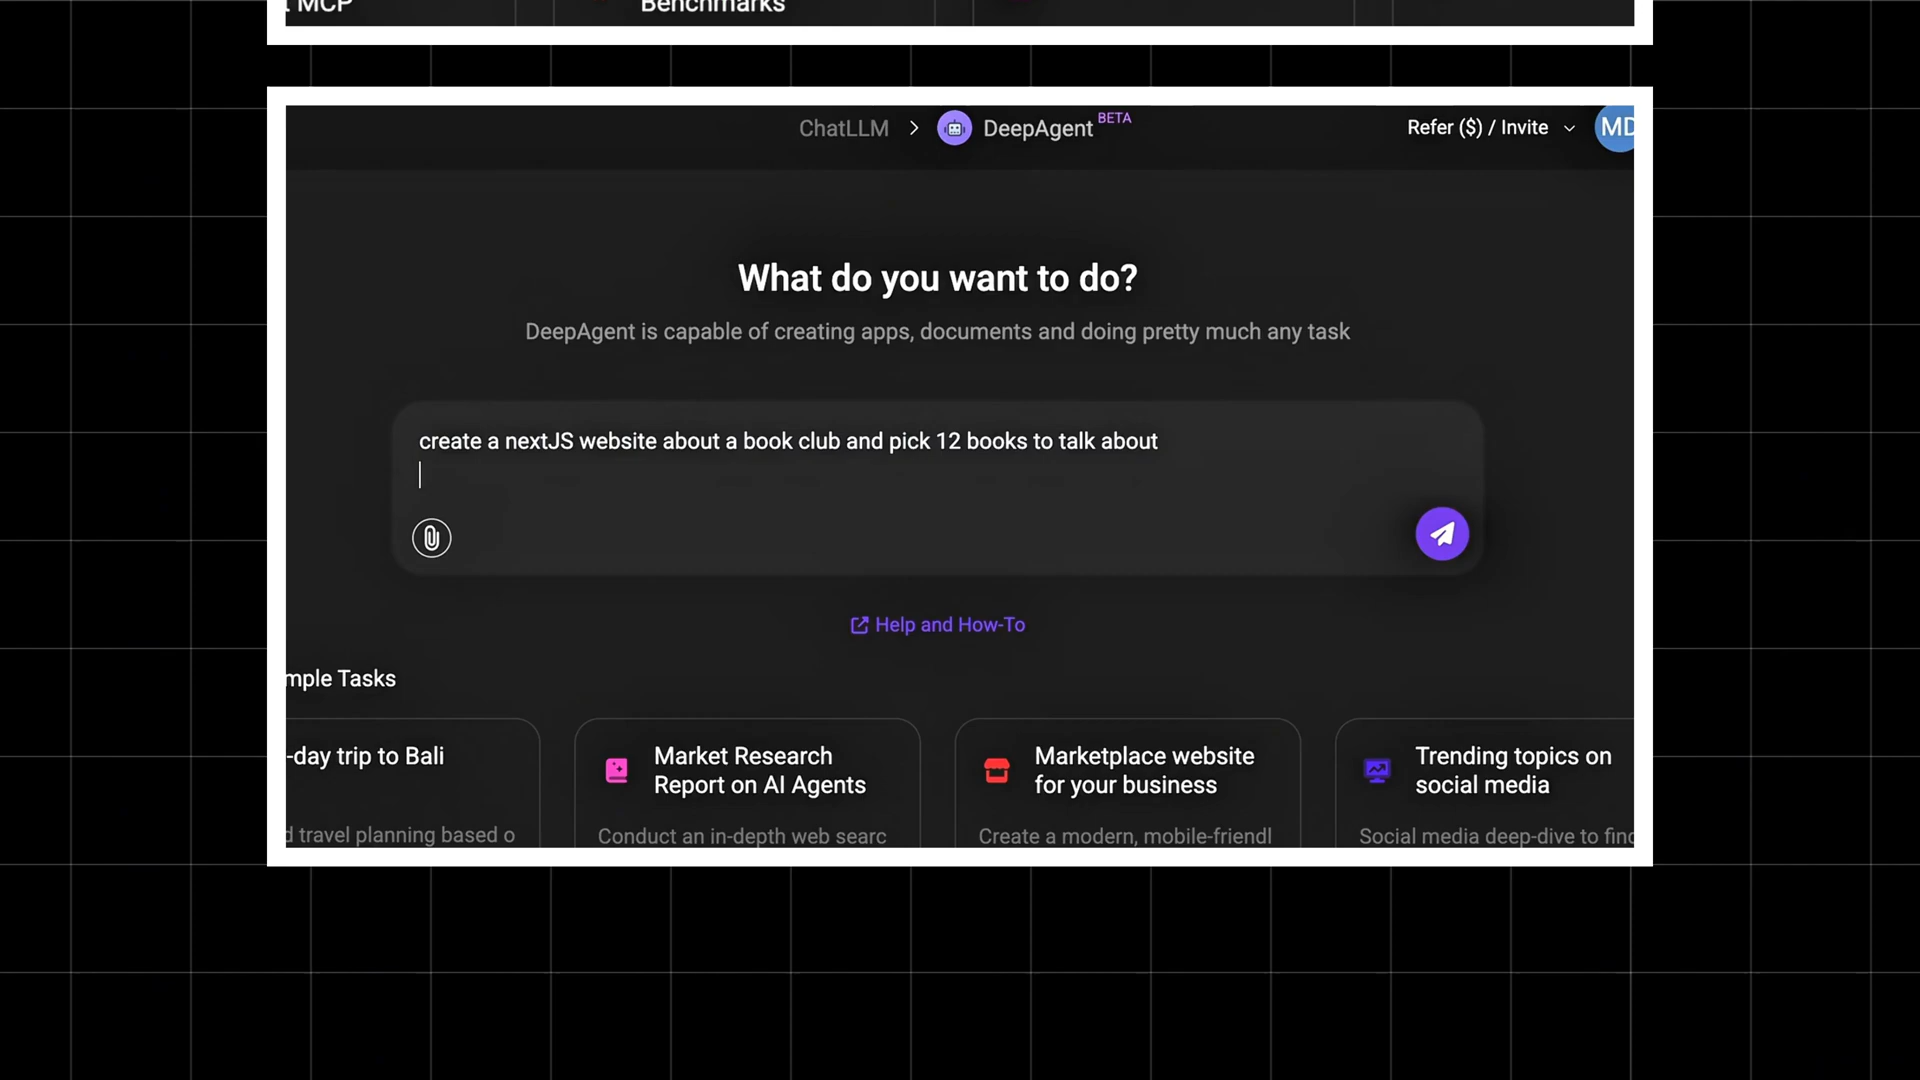 MCP
Benchmarks
ChatLLM > DeepAgent BETA
Refer ($) / Invite
MD
What do you want to do?
DeepAgent is capable of creating apps, documents and doing pretty much any task
create a nextJS website about a book club and pick 12 books to talk about
Help and How-To
mple Tasks
-day trip to Bali
d travel planning based o
Market Research
Report on AI Agents
Conduct an in-depth web searc
Marketplace website
for your business
Create a modern, mobile-friendl
Trending topics on
social media
Social media deep-dive to find